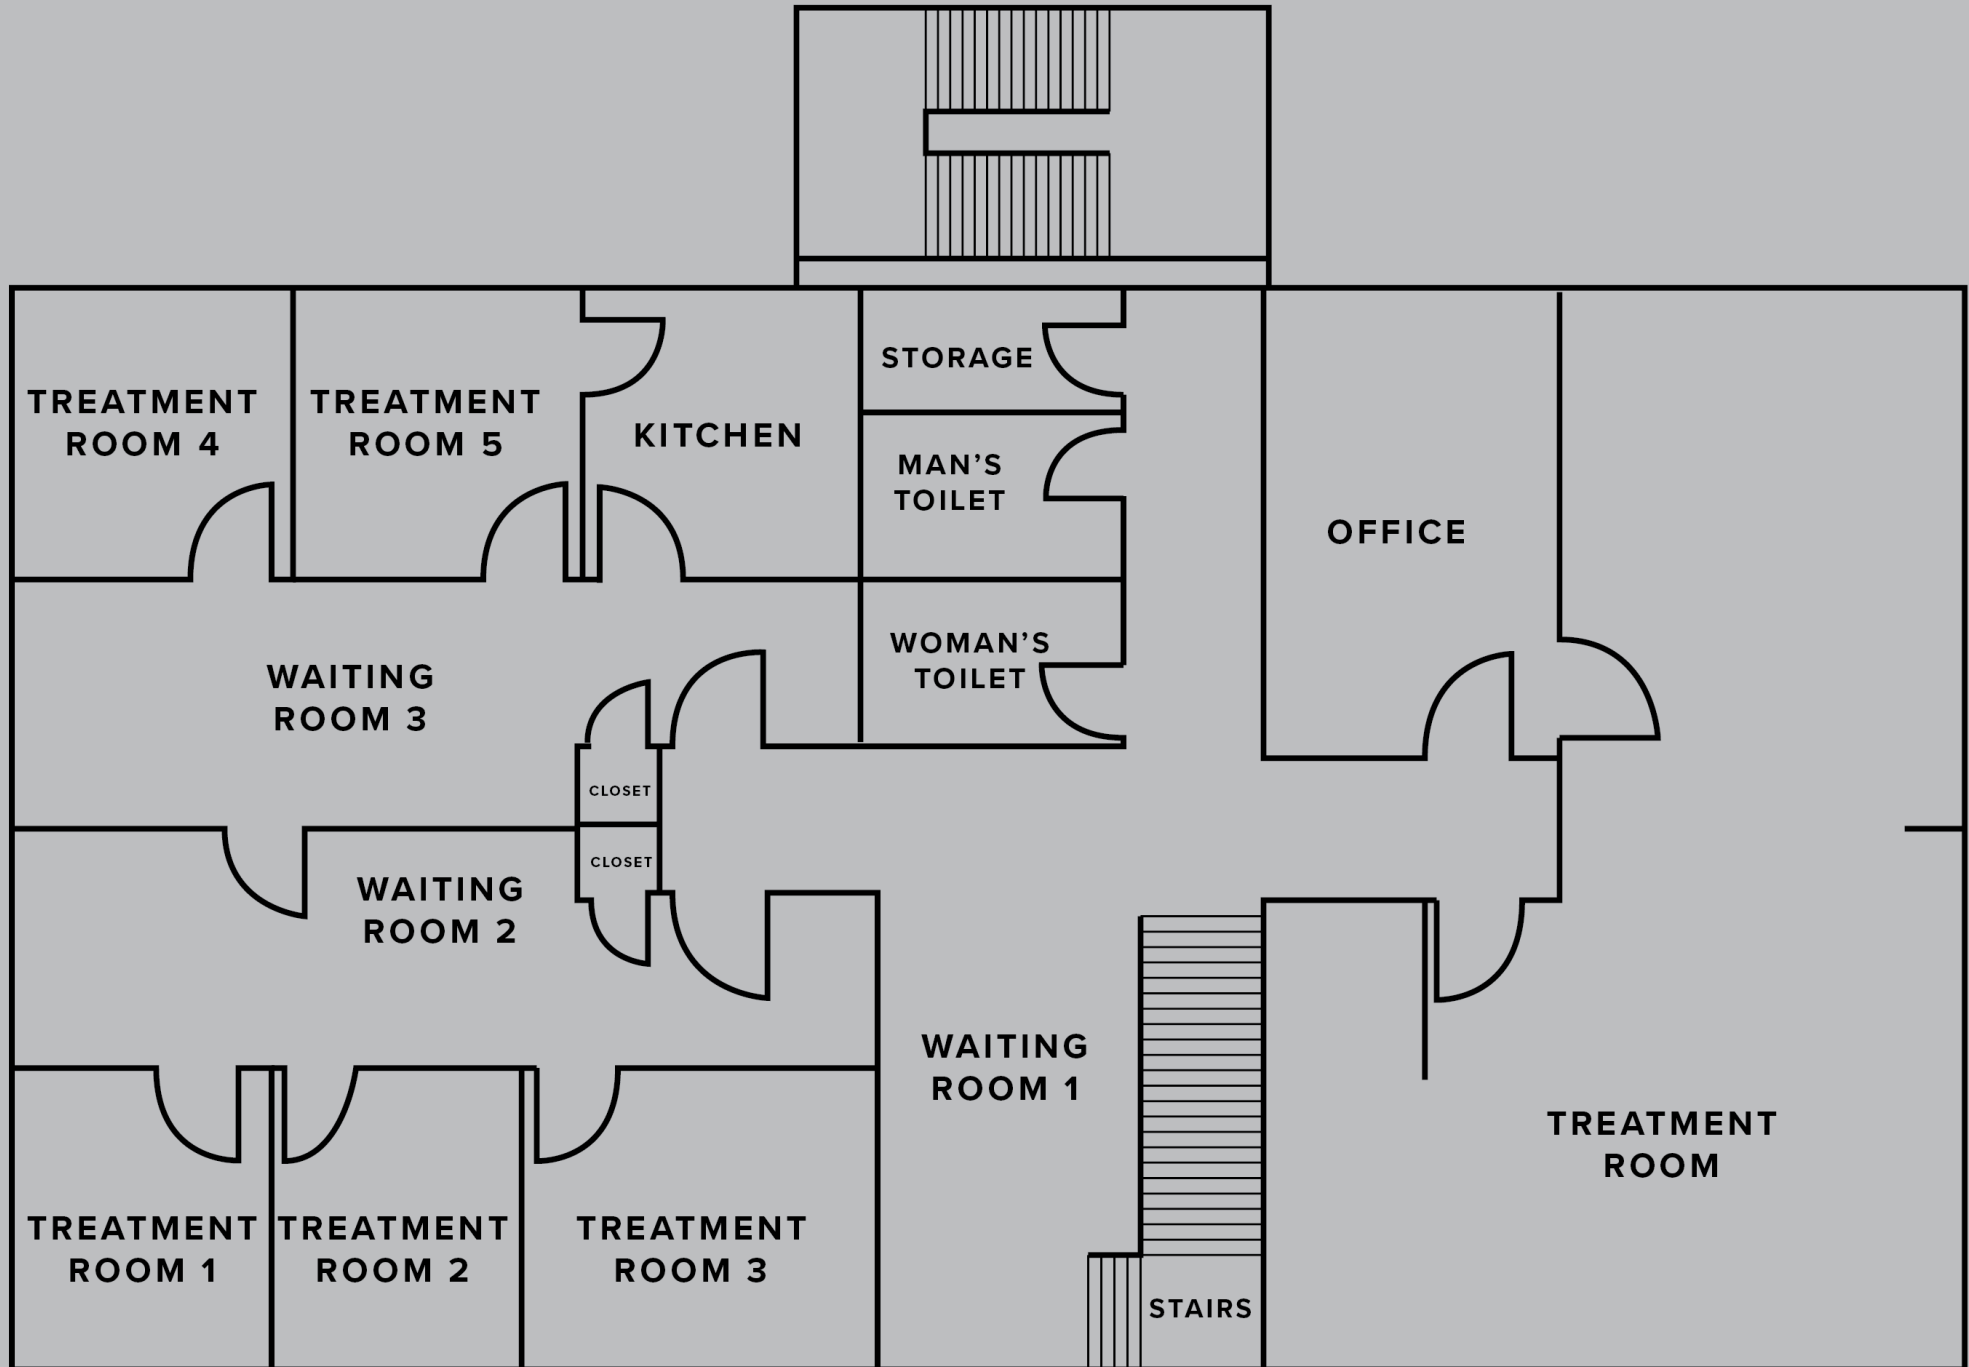 STORAGE
TREATMENT
ROOM 4
TREATMENT
ROOM 5
KITCHEN
MAN'S
TOILET
OFFICE
WOMAN'S
TOILET
WAITING
ROOM 3
CLOSET
CLOSET
WAITING
ROOM 2
WAITING
ROOM 1
TREATMENT
ROOM
TREATMENT
ROOM 1
TREATMENT
ROOM 2
TREATMENT
ROOM 3
STAIRS